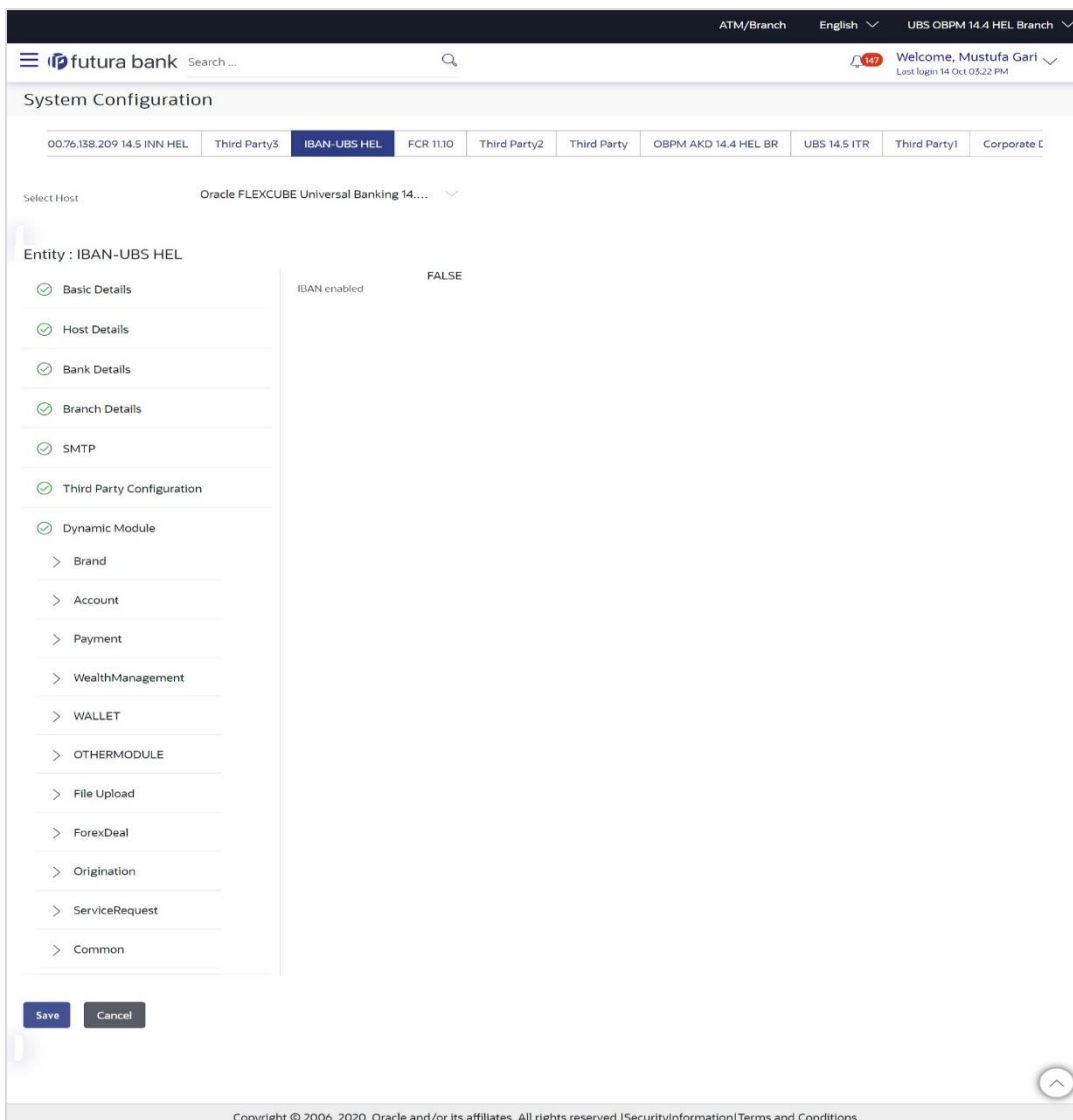 ATM/Branch English UBS OBPM 14.4 HEL Branch
futura bank Search ... 147 Welcome, Mustufa Gari
Last login 14 Oct 03:22 PM
System Configuration
00.76.138.209 14.5 INN HEL Third Party3 IBAN-UBS HEL FCR 11.10 Third Party2 Third Party OBPM AKD 14.4 HEL BR UBS 14.5 ITR Third Party1 Corporate
Select Host Oracle FLEXCUBE Universal Banking 14....
Entity : IBAN-UBS HEL
FALSE
Basic Details IBAN enabled
Host Details
Bank Details
Branch Details
SMTP
Third Party Configuration
Dynamic Module
Brand
Account
Payment
WealthManagement
WALLET
OTHERMODULE
File Upload
ForexDeal
Origination
ServiceRequest
Common
Save Cancel
Copyright © 2006, 2020, Oracle and/or its affiliates. All rights reserved.|SecurityInformation|Terms and Conditions